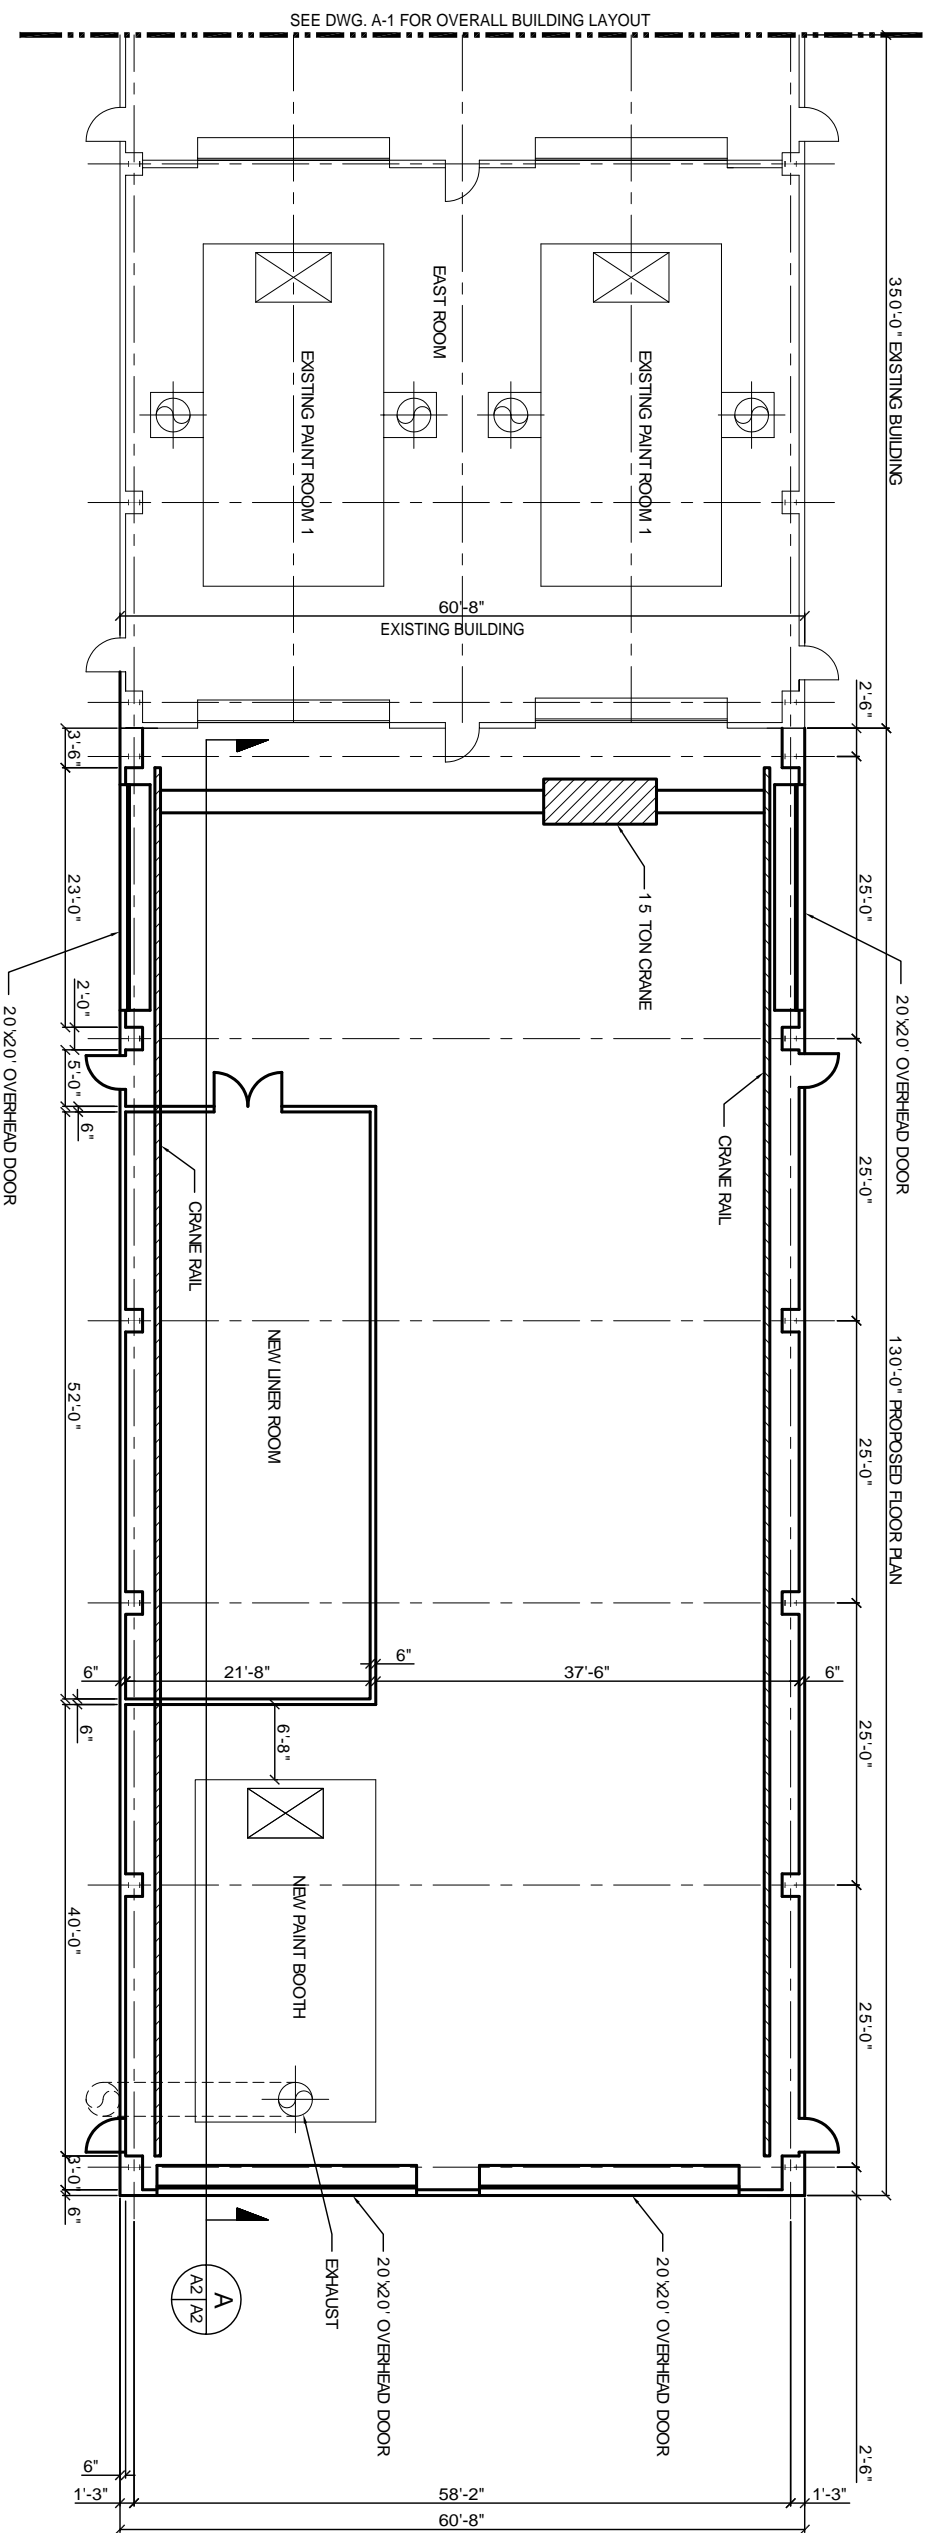 SEE DWG. A-1 FOR OVERALL BUILDING LAYOUT
350'-0" EXISTING BUILDING
EAST ROOM
EXISTING PAINT ROOM 1
EXISTING PAINT ROOM 1
60'-8"
EXISTING BUILDING
2'-6"
3'-6"
25'-0"
23'-0"
15 TON CRANE
20'x20' OVERHEAD DOOR
20'x20' OVERHEAD DOOR
2'-0"
5'-0"
6"
CRANE RAIL
CRANE RAIL
25'-0"
130'-0" PROPOSED FLOOR PLAN
NEW LINER ROOM
52'-0"
25'-0"
6"
21'-8"
6"
37'-6"
6"
6"
6'-8"
25'-0"
NEW PAINT BOOTH
40'-0"
25'-0"
3'-0"
6"
EXHAUST
20'x20' OVERHEAD DOOR
20'x20' OVERHEAD DOOR
A
A2 A2
2'-6"
6"
1'-3"
58'-2"
1'-3"
60'-8"